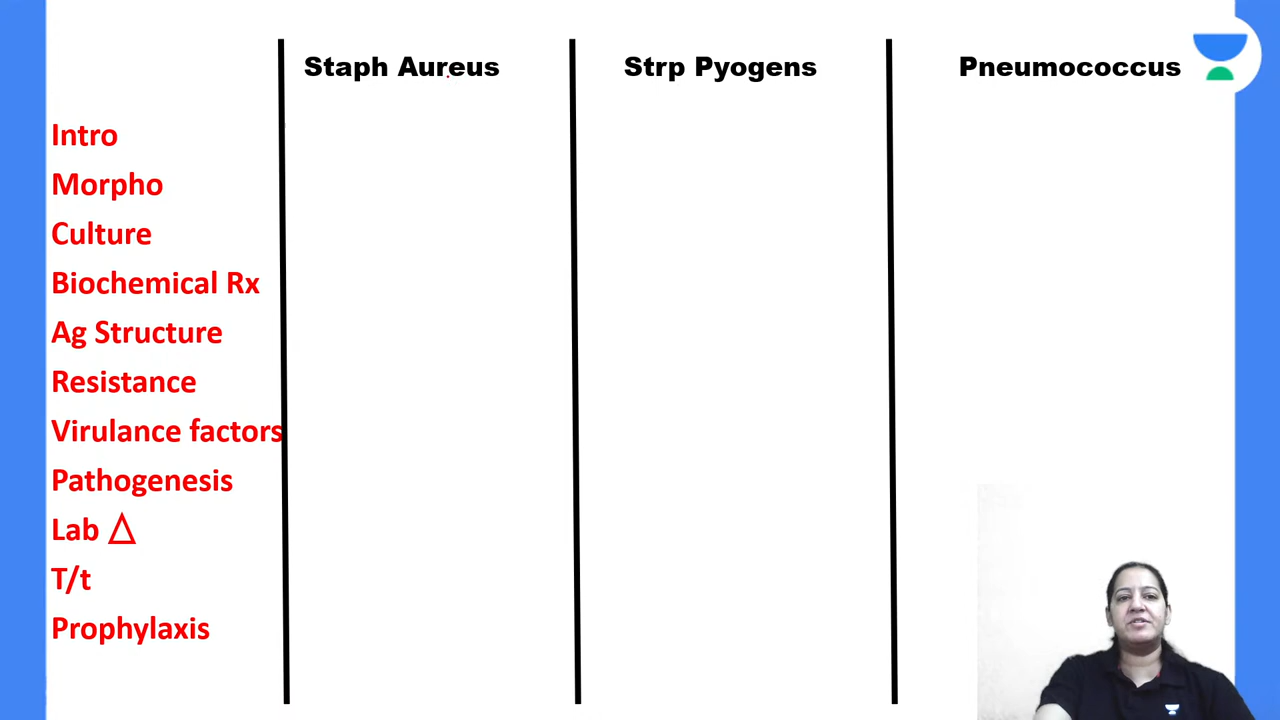 Staph Aureus
Strp Pyogens
Pneumococcus
Intro
Morpho
Culture
Biochemical Rx
Ag Structure
Resistance
Virulance factors
Pathogenesis
Lab △
T/t
Prophylaxis